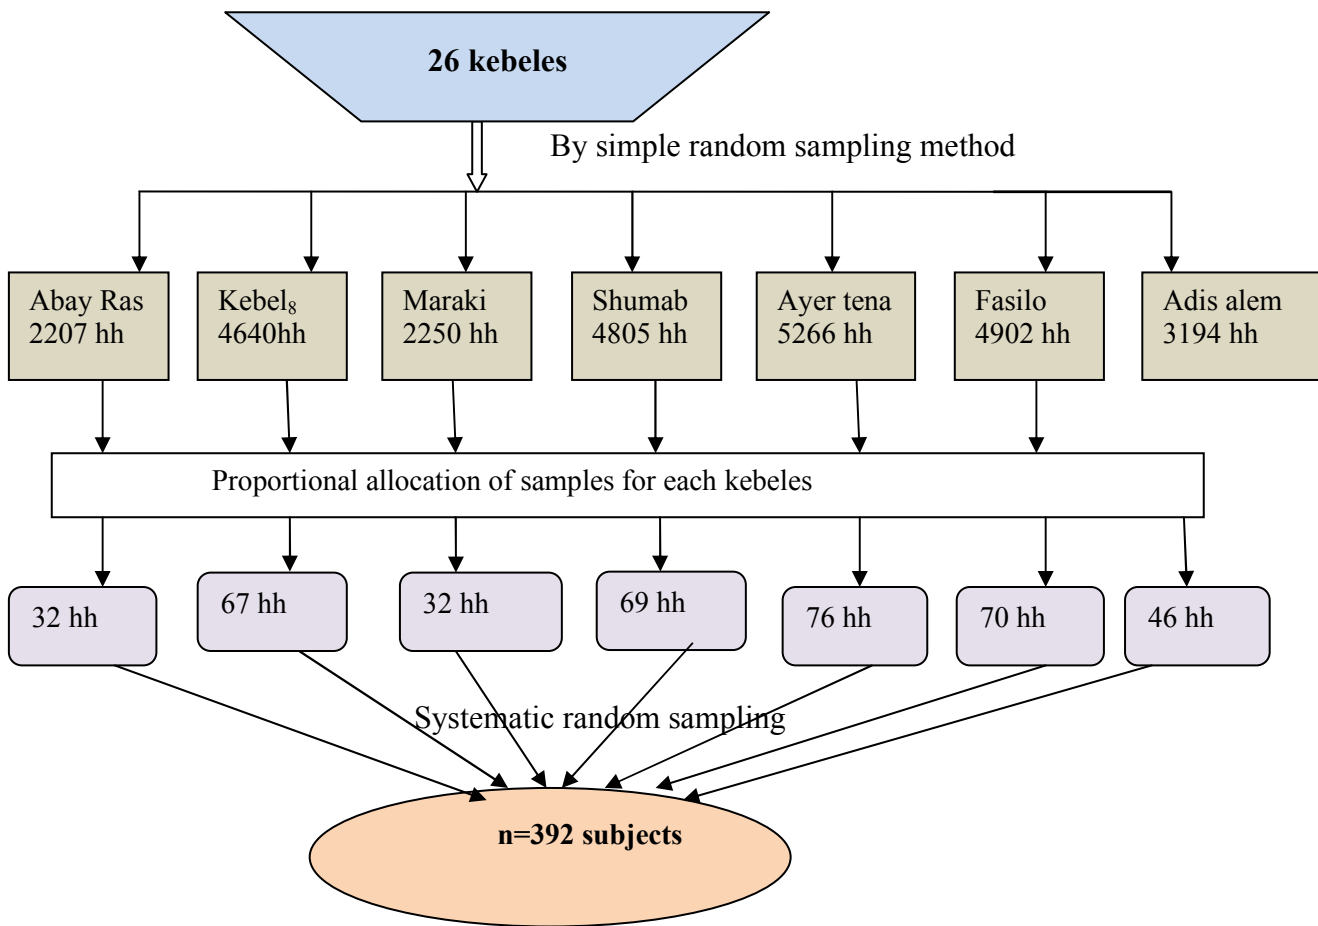 26 kebeles
By simple random sampling method
Abay Ras
2207 hh
Kebel₈
4640hh
Maraki
2250 hh
Shumab
4805 hh
Ayer tena
5266 hh
Fasilo
4902 hh
Adis alem
3194 hh
Proportional allocation of samples for each kebeles
32 hh
67 hh
32 hh
69 hh
76 hh
70 hh
46 hh
Systematic random sampling
n=392 subjects